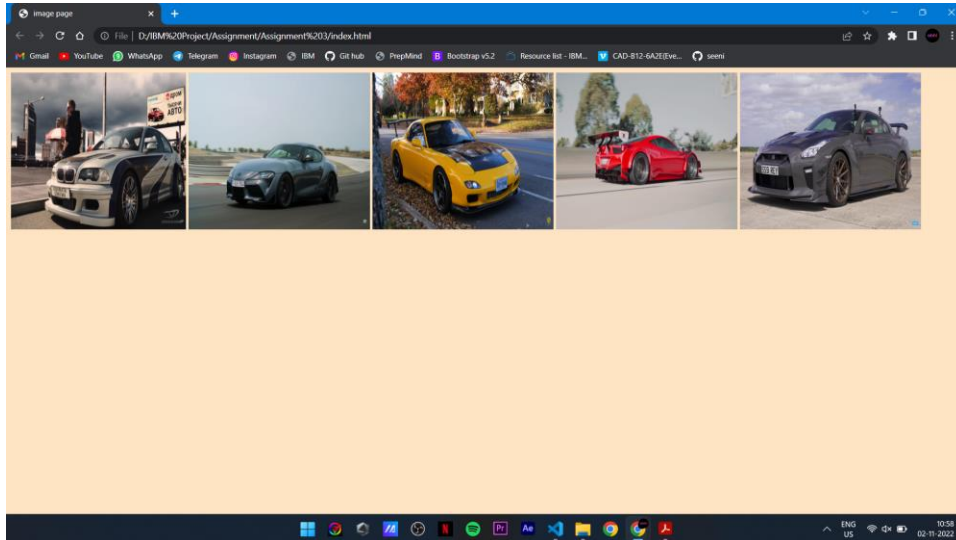 image page
File | D:/IBM%20Project/Assignment/Assignment%203/index.html
Gmail YouTube WhatsApp Telegram Instagram IBM Git hub PrepMind Bootstrap v5.2 Resource list - IBM... CAD-B12-6A2E(Eve... seeni
АВТО
ENG
US
10:58
02-11-2022